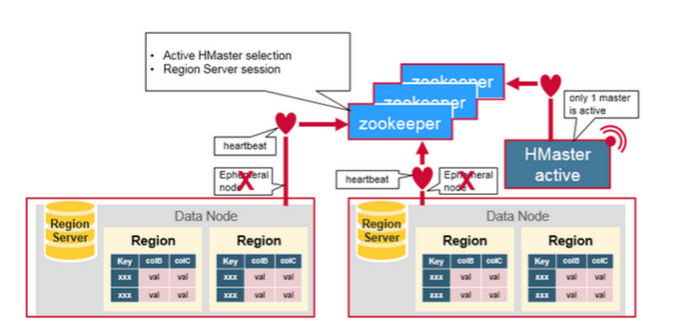 • Active HMaster selection
• Region Server session
zookeeper
zookeeper
zookeeper
only 1 master
is active
HMaster
active
heartbeat
Ephemeral
node
heartbeat
Ephemeral
node
Region
Server
Data Node
Region
Key colB colC
xxx val val
xxx val val
Region
Key colB colC
xxx val val
xxx val val
Region
Server
Data Node
Region
Key colB colC
xxx val val
xxx val val
Region
Key colB colC
xxx val val
xxx val val